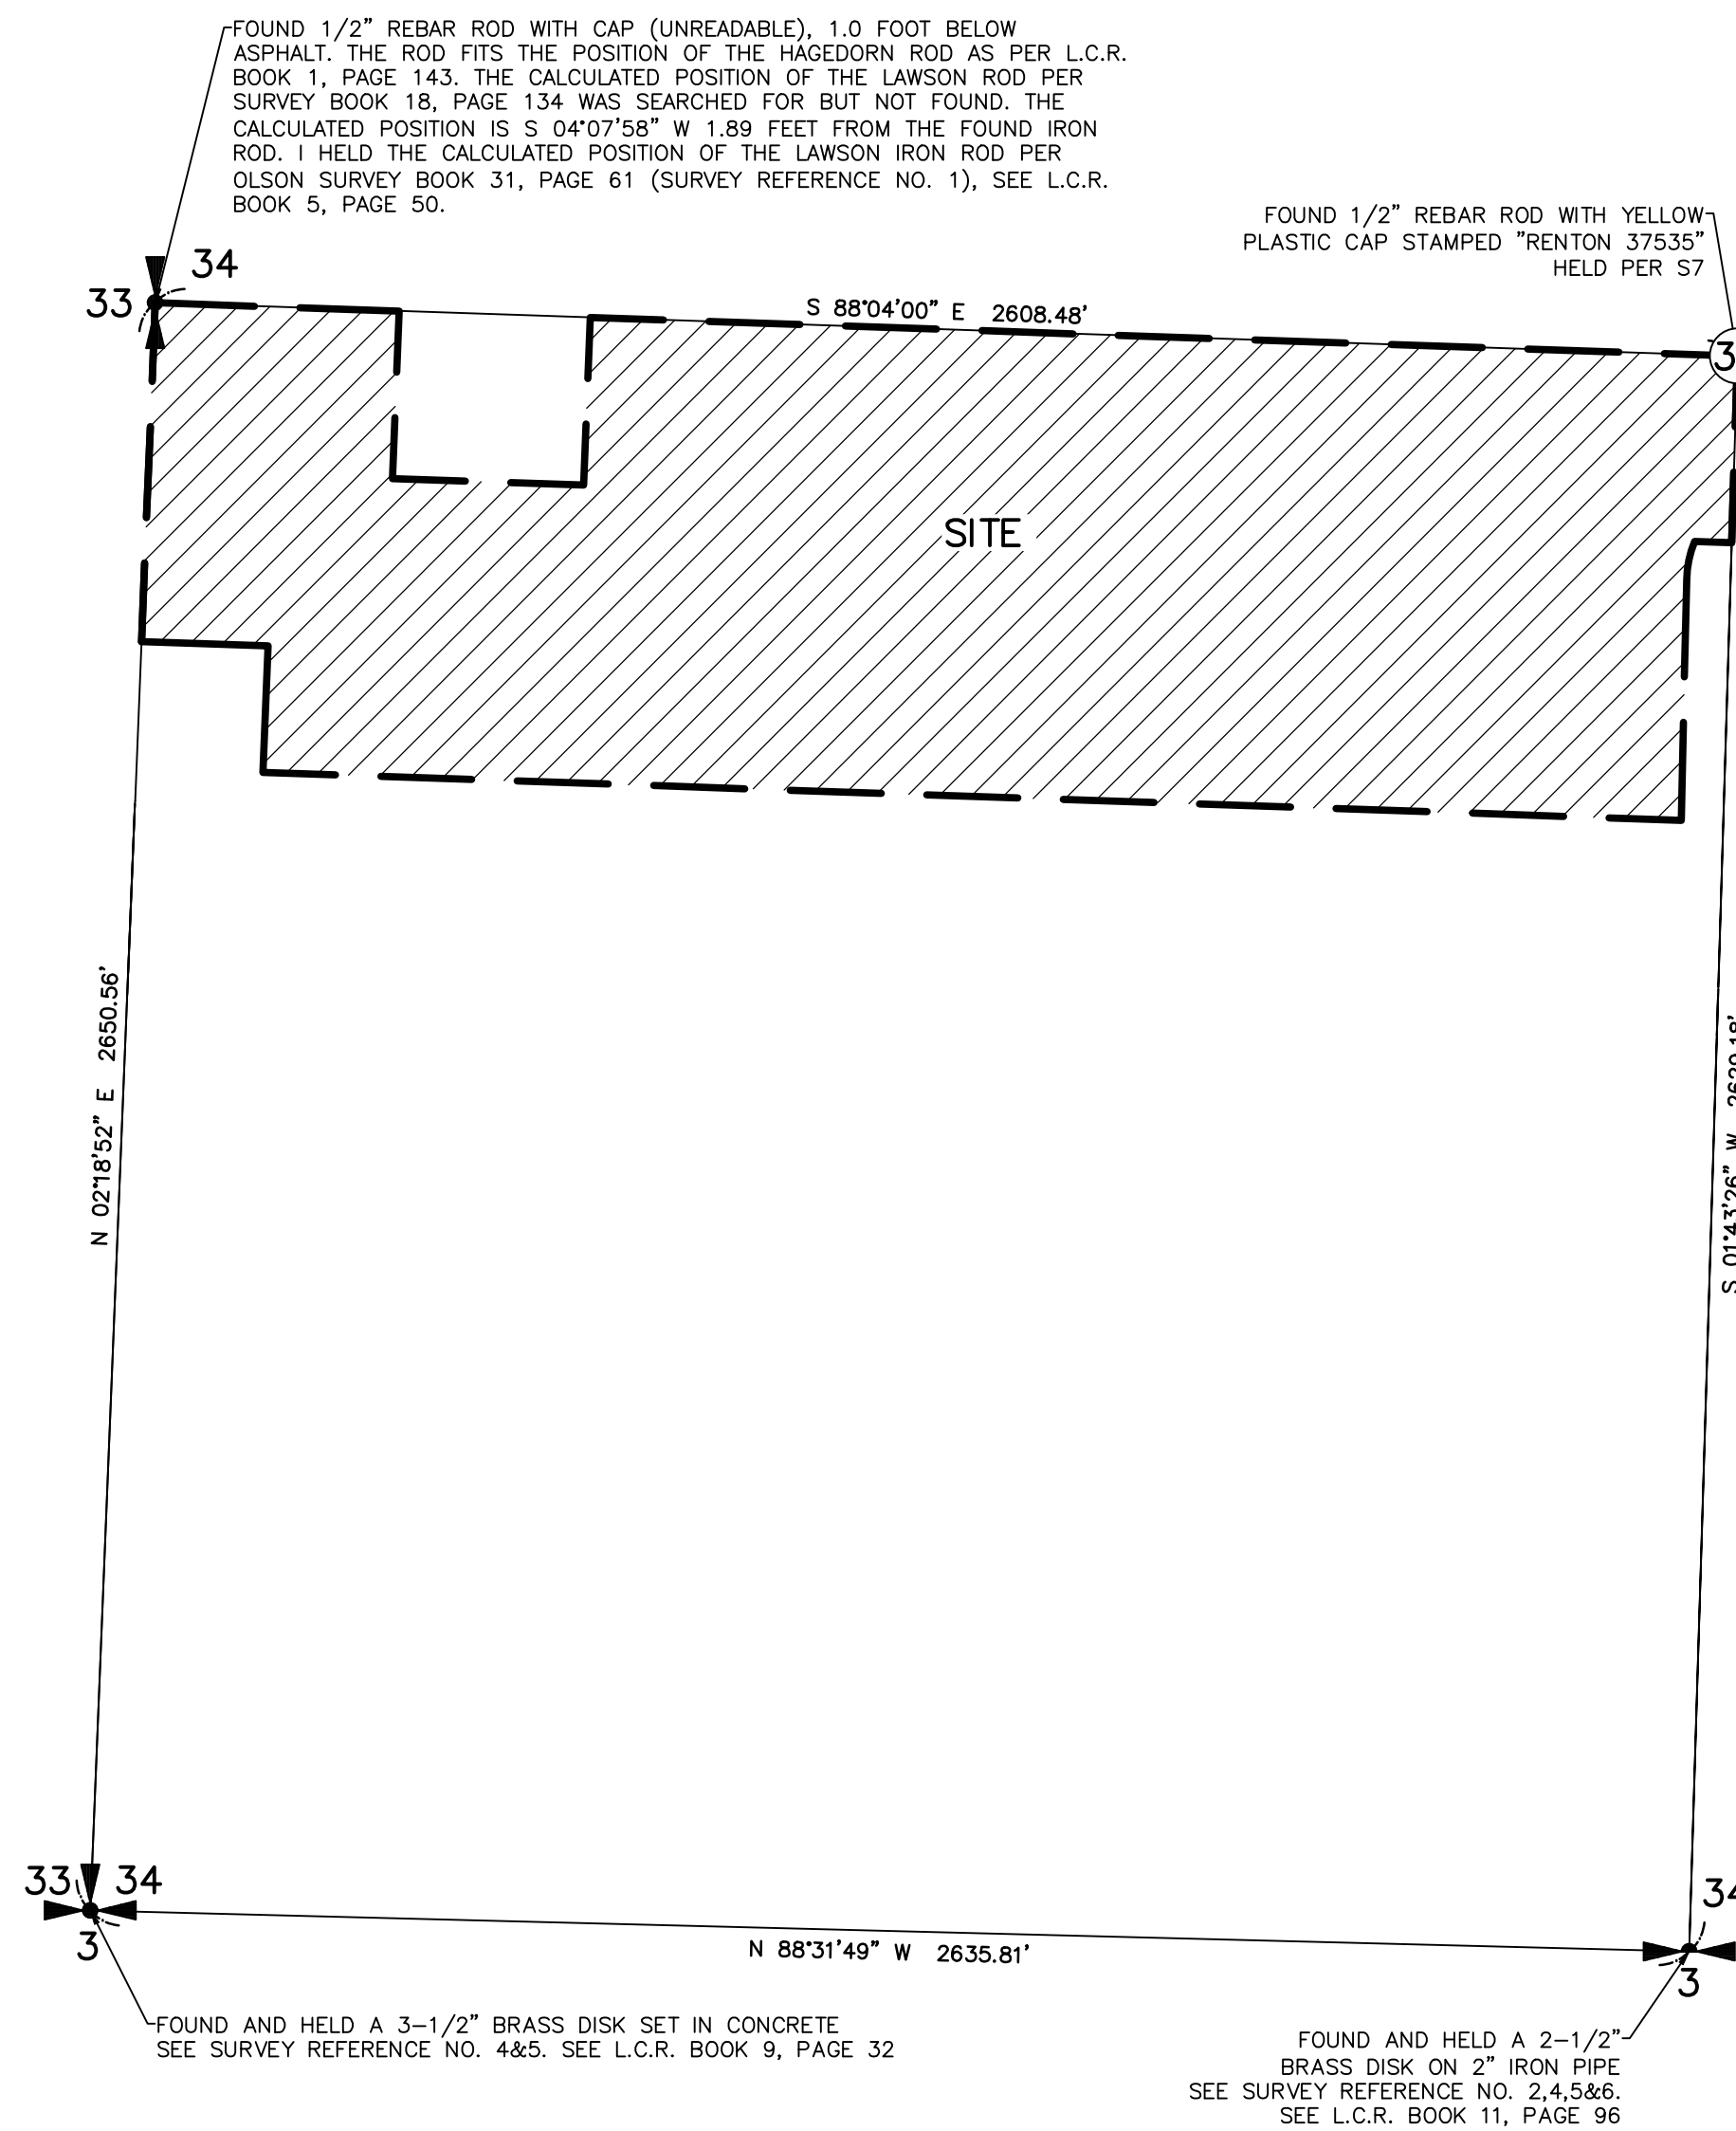 FOUND 1/2" REBAR ROD WITH CAP (UNREADABLE), 1.0 FOOT BELOW
ASPHALT. THE ROD FITS THE POSITION OF THE HAGEDORN ROD AS PER L.C.R.
BOOK 1, PAGE 143. THE CALCULATED POSITION OF THE LAWSON ROD PER
SURVEY BOOK 18, PAGE 134 WAS SEARCHED FOR BUT NOT FOUND. THE
CALCULATED POSITION IS S 04°07'58" W 1.89 FEET FROM THE FOUND IRON
ROD. I HELD THE CALCULATED POSITION OF THE LAWSON IRON ROD PER
OLSON SURVEY BOOK 31, PAGE 61 (SURVEY REFERENCE NO. 1), SEE L.C.R.
BOOK 5, PAGE 50.
FOUND 1/2" REBAR ROD WITH YELLOW
PLASTIC CAP STAMPED "RENTON 37535"
HELD PER S7
34
33
S 88°04'00" E 2608.48'
3
SITE
N 02°18'52" E 2650.56'
S 01°43'26" W
33 34
3
N 88°31'49" W 2635.81'
34
3
FOUND AND HELD A 3-1/2" BRASS DISK SET IN CONCRETE
SEE SURVEY REFERENCE NO. 4&5. SEE L.C.R. BOOK 9, PAGE 32
FOUND AND HELD A 2-1/2"
BRASS DISK ON 2" IRON PIPE
SEE SURVEY REFERENCE NO. 2,4,5&6.
SEE L.C.R. BOOK 11, PAGE 96